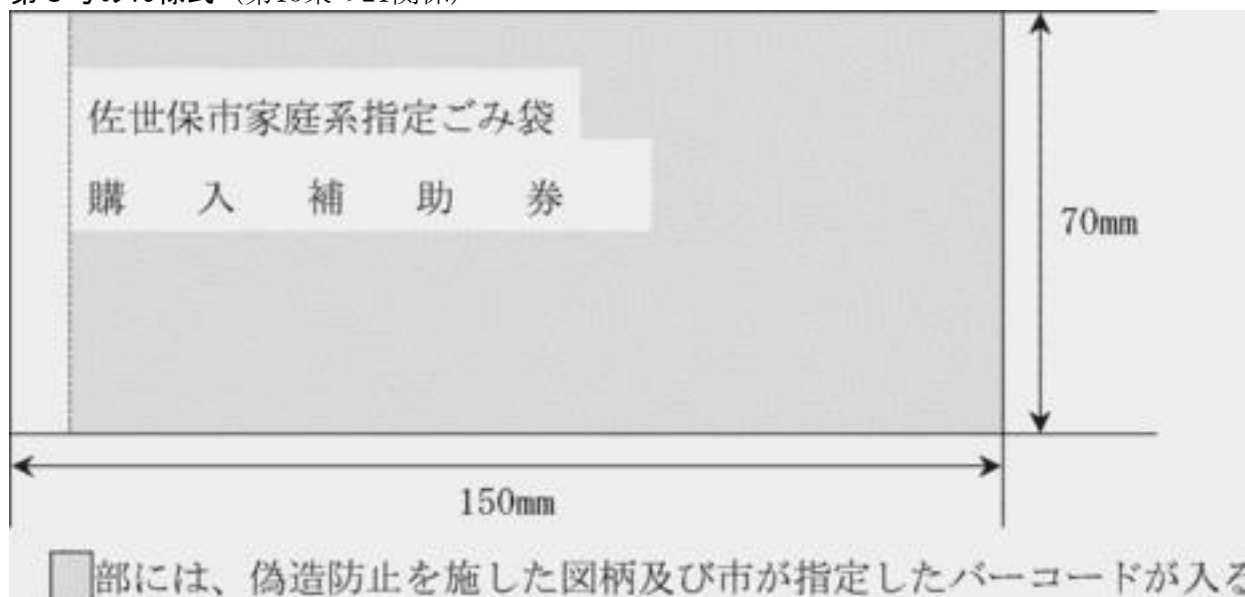 佐世保市家庭系指定ごみ袋
購入補助券
70mm
150mm
部には、偽造防止を施した図柄及び市が指定したバーコードが入る